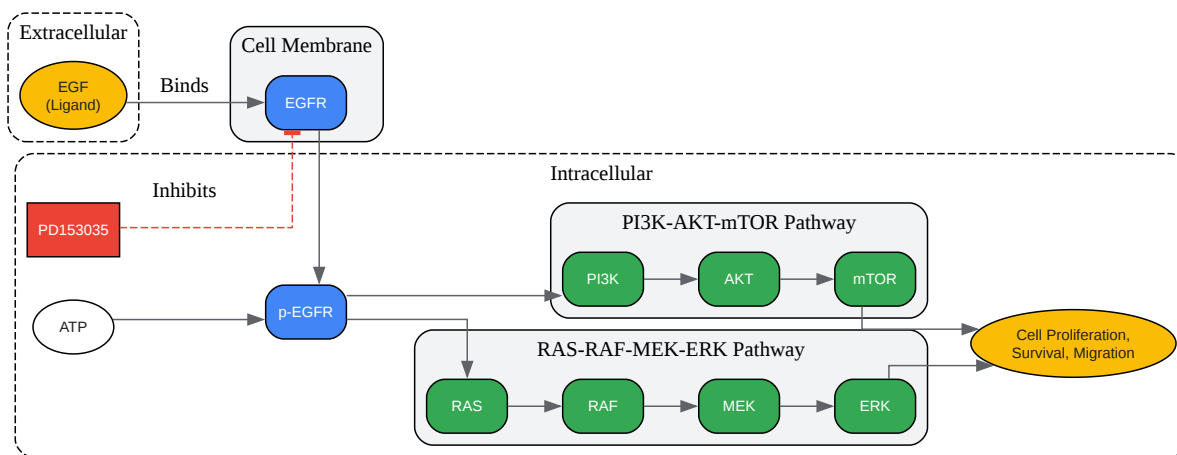 Extracellular
EGF
(Ligand)
Binds
Cell Membrane
EGFR
Intracellular
Inhibits
PD153035
PI3K-AKT-mTOR Pathway
PI3K
AKT
mTOR
p-EGFR
ATP
Cell Proliferation,
Survival, Migration
RAS-RAF-MEK-ERK Pathway
RAS
RAF
MEK
ERK